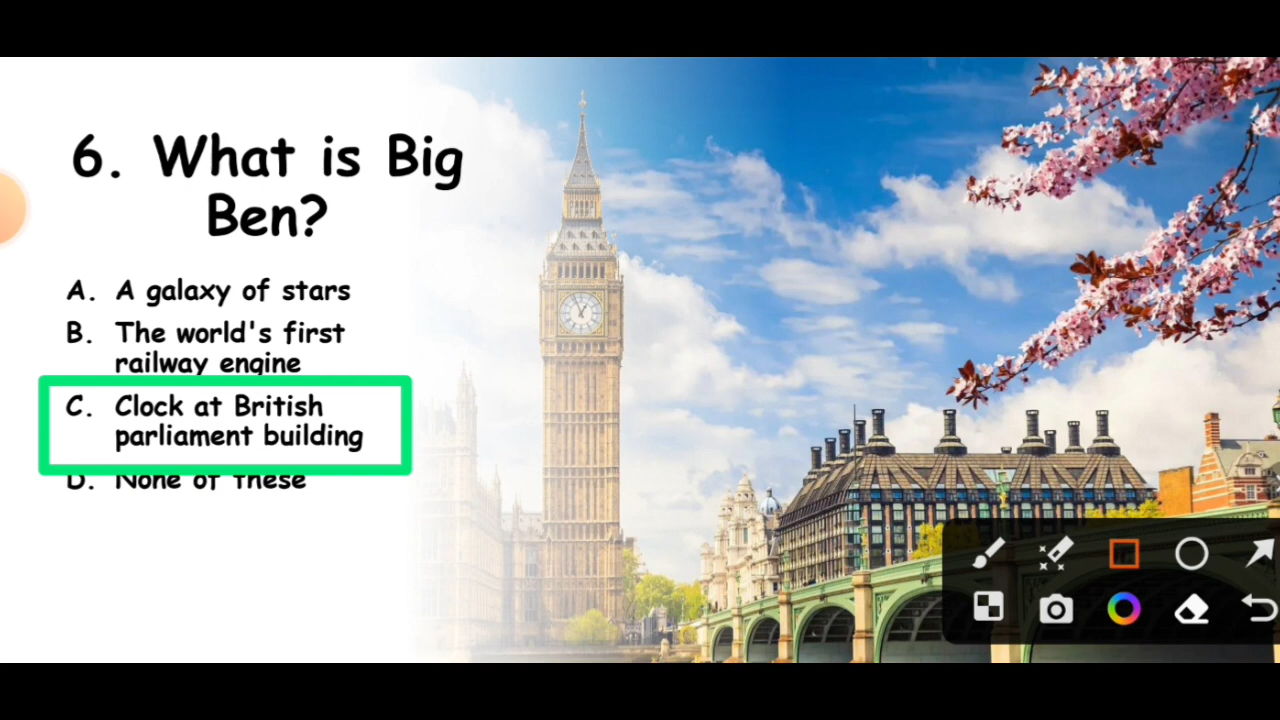 6. What is Big
Ben?
A. A galaxy of stars
B. The world's first
railway engine
C. Clock at British
parliament building
D. None of these